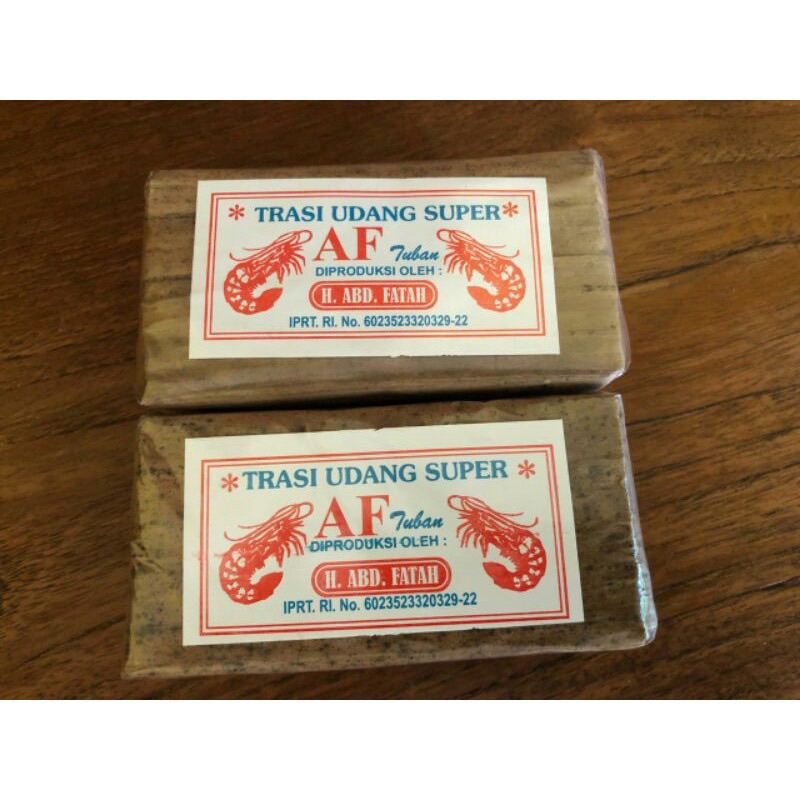 * TRASI UDANG SUPER *
AF Tuban
DIPRODUKSI OLEH :
H. ABD. FATAH
IPRT. RI. No. 6023523320329-22
* TRASI UDANG SUPER *
AF Tuban
DIPRODUKSI OLEH :
H. ABD. FATAH
IPRT. RI. No. 6023523320329-22